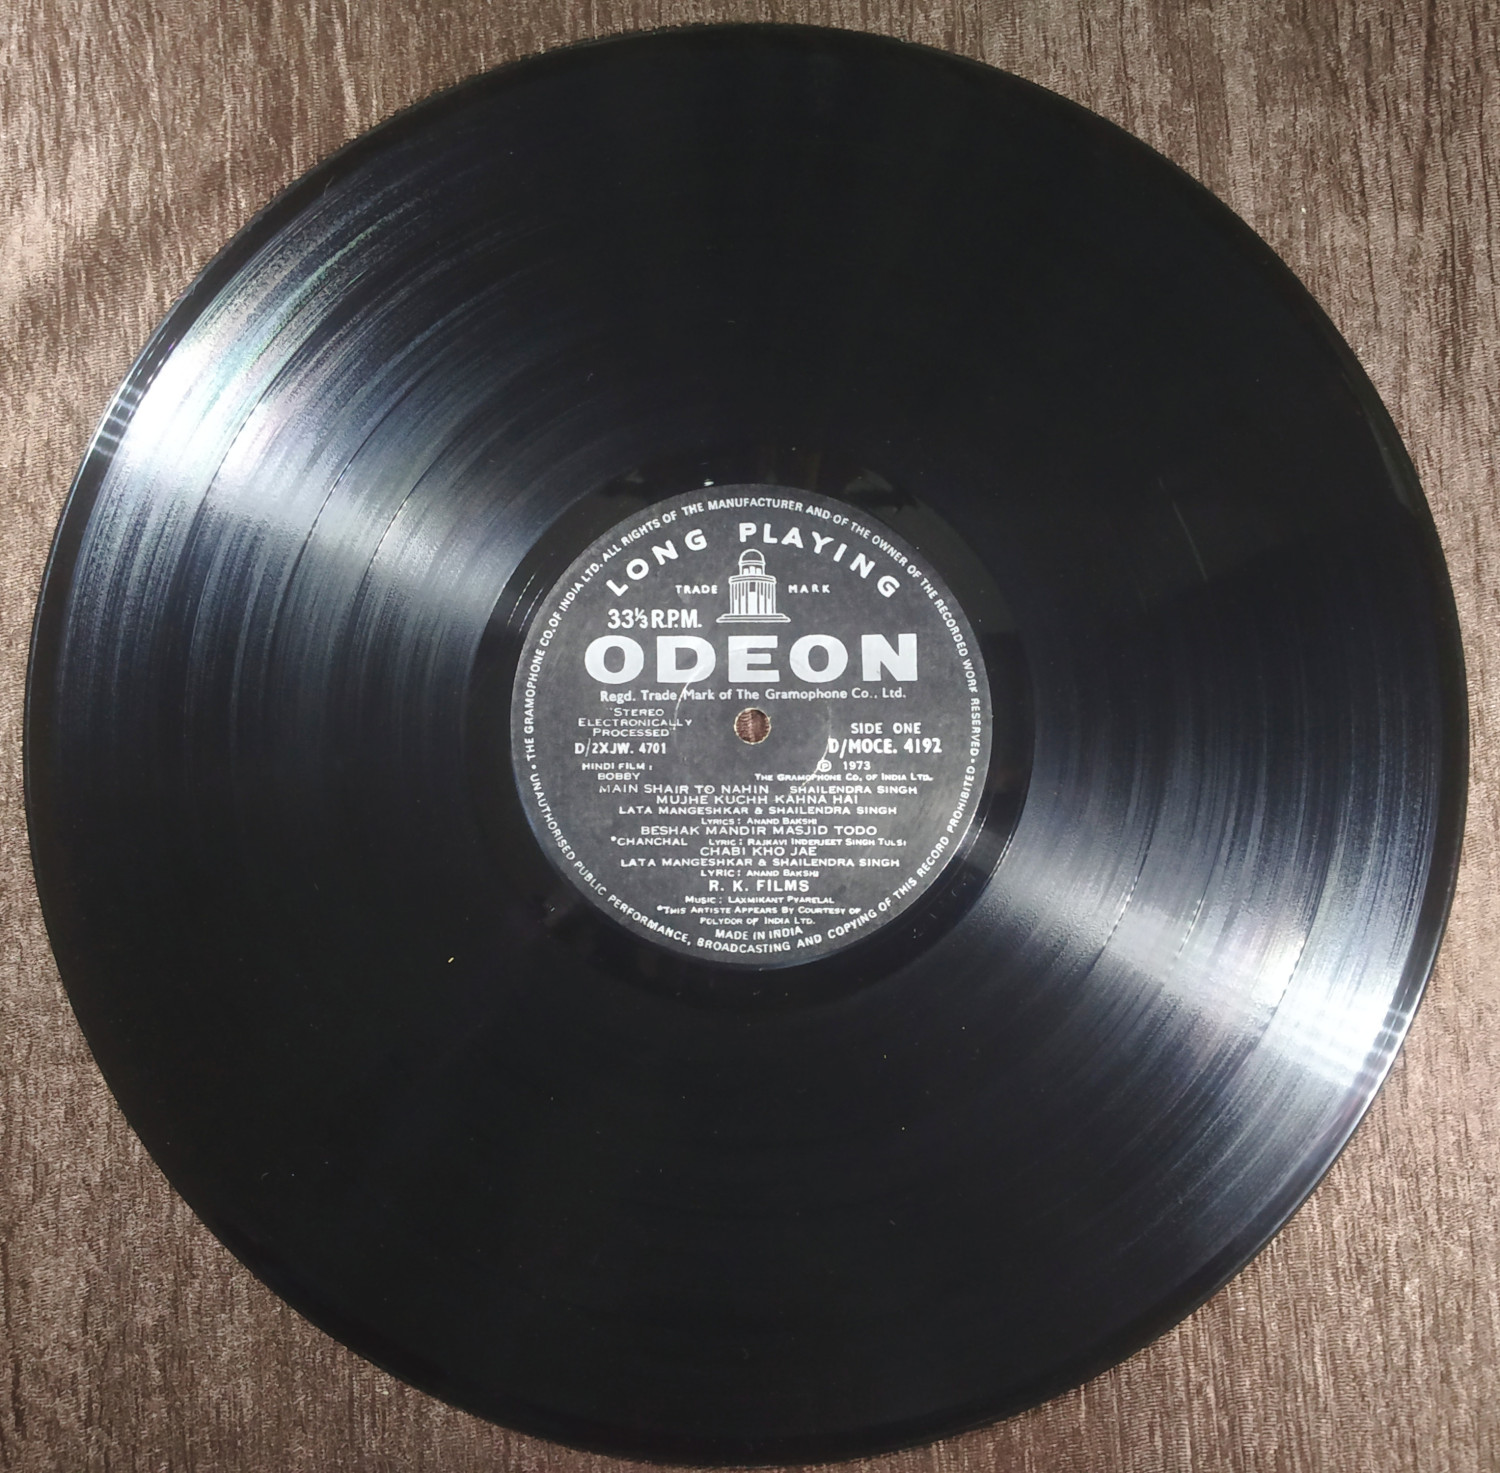 UNAUTHORISED PUBLIC PERFORMANCE, BROADCASTING AND COPYING OF THIS RECORD PROHIBITED • THE GRAMOPHONE CO. OF INDIA LTD. ALL RIGHTS OF THE MANUFACTURER AND OF THE OWNER OF THE RECORDED WORK RESERVED •
LONG PLAYING
TRADE MARK
33⅓ R.P.M.
ODEON
Regd. Trade Mark of The Gramophone Co., Ltd.
"STEREO
ELECTRONICALLY
PROCESSED"
SIDE ONE
D/2XJW. 4701 D/MOCE. 4192
HINDI FILM : ℗ 1973
BOBBY THE GRAMOPHONE CO. OF INDIA LTD.
MAIN SHAIR TO NAHIN SHAILENDRA SINGH
MUJHE KUCHH KAHNA HAI
LATA MANGESHKAR & SHAILENDRA SINGH
LYRICS : ANAND BAKSHI
BESHAK MANDIR MASJID TODO
*CHANCHAL LYRIC : RAJKAVI INDERJEET SINGH TULSI
CHABI KHO JAE
LATA MANGESHKAR & SHAILENDRA SINGH
LYRIC : ANAND BAKSHI
R. K. FILMS
MUSIC : LAXMIKANT PYARELAL
*THIS ARTISTE APPEARS BY COURTESY OF
POLYDOR OF INDIA LTD.
MADE IN INDIA